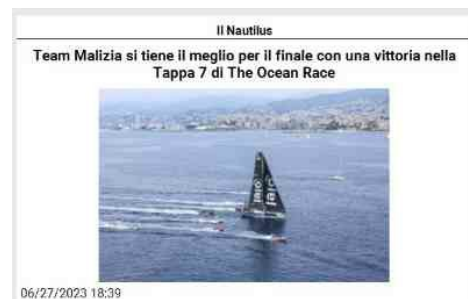 Il Nautilus
Team Malizia si tiene il meglio per il finale con una vittoria nella
Tappa 7 di The Ocean Race
06/27/2023 18:39